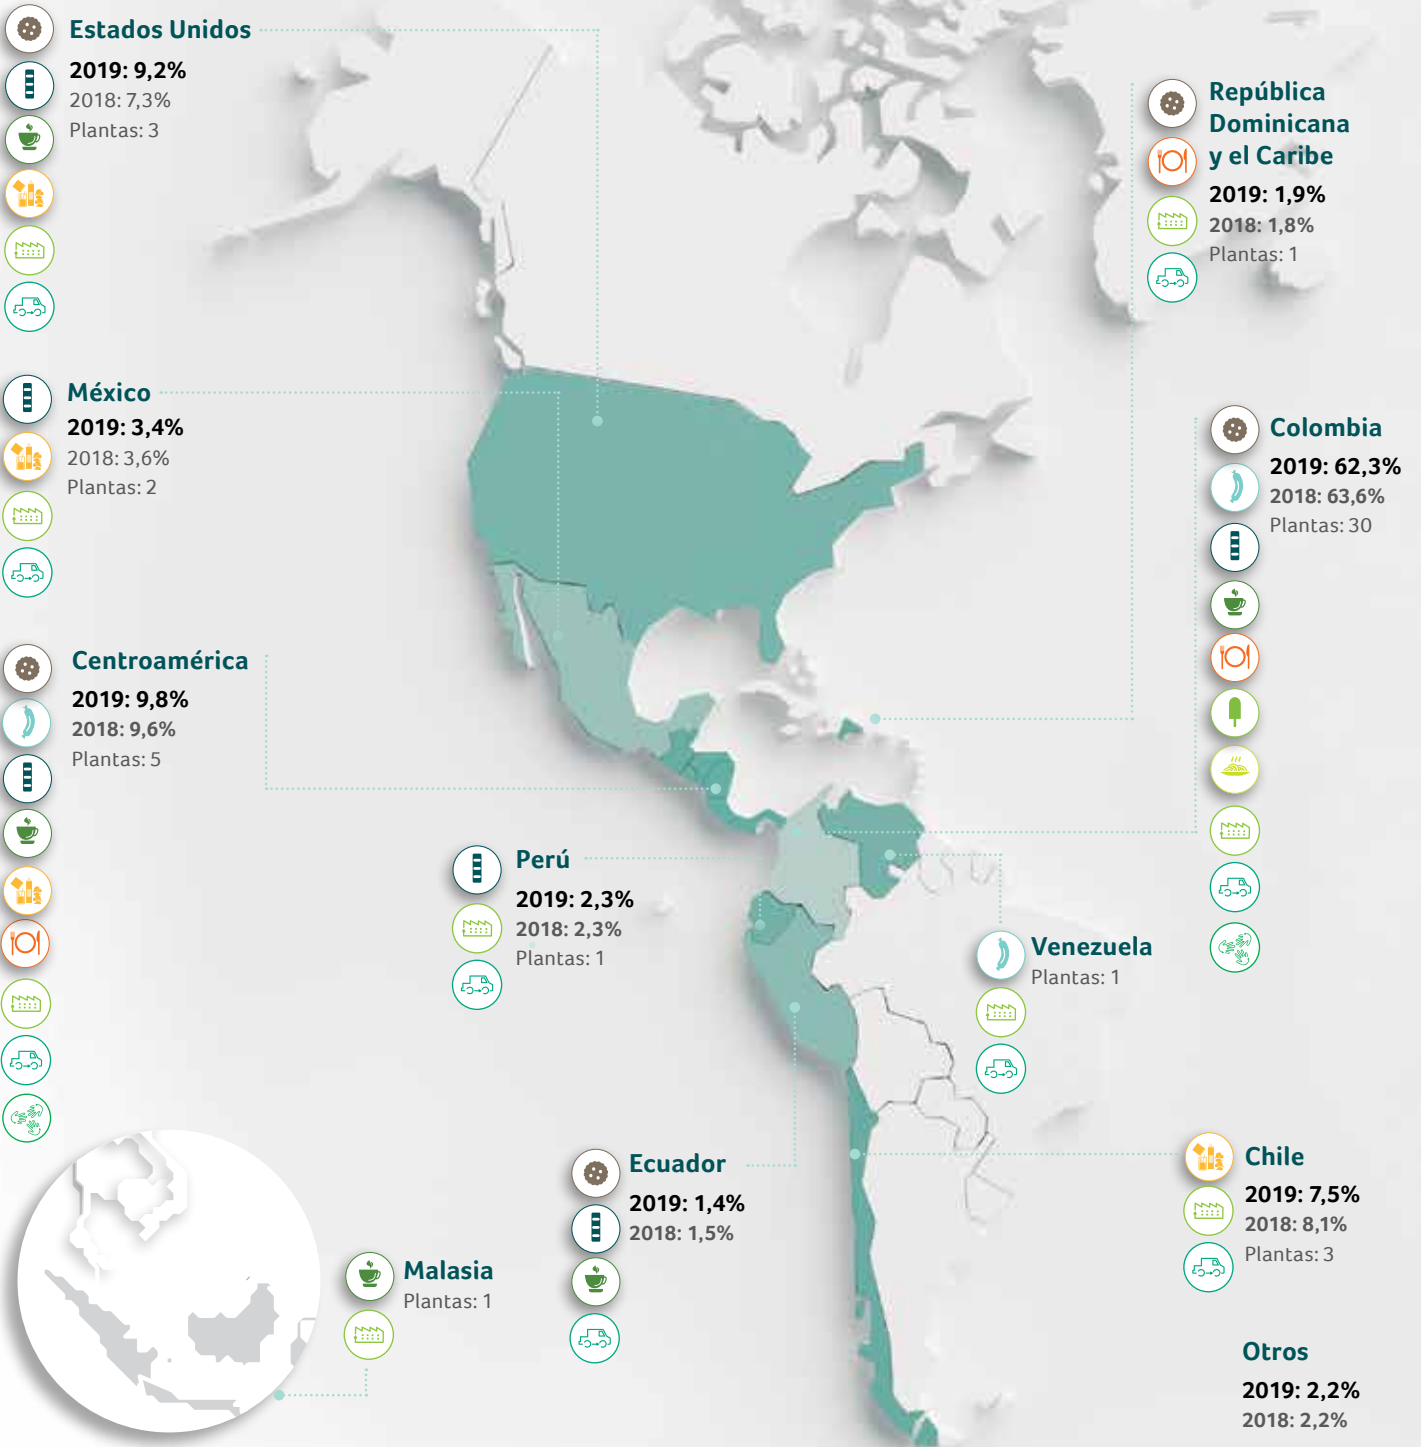 Estados Unidos
2019: 9,2%
2018: 7,3%
Plantas: 3
República
Dominicana
y el Caribe
2019: 1,9%
2018: 1,8%
Plantas: 1
México
2019: 3,4%
2018: 3,6%
Plantas: 2
Colombia
2019: 62,3%
2018: 63,6%
Plantas: 30
Centroamérica
2019: 9,8%
2018: 9,6%
Plantas: 5
Perú
2019: 2,3%
2018: 2,3%
Plantas: 1
Venezuela
Plantas: 1
Ecuador
2019: 1,4%
2018: 1,5%
Chile
2019: 7,5%
2018: 8,1%
Plantas: 3
Malasia
Plantas: 1
Otros
2019: 2,2%
2018: 2,2%